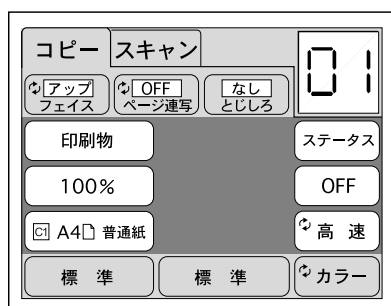 コピー スキャン
01
アップ OFF なし
フェイス ページ連写 とじしろ
印刷物 ステータス
100% OFF
C1 A4 普通紙 高 速
標 準 標 準 カラー